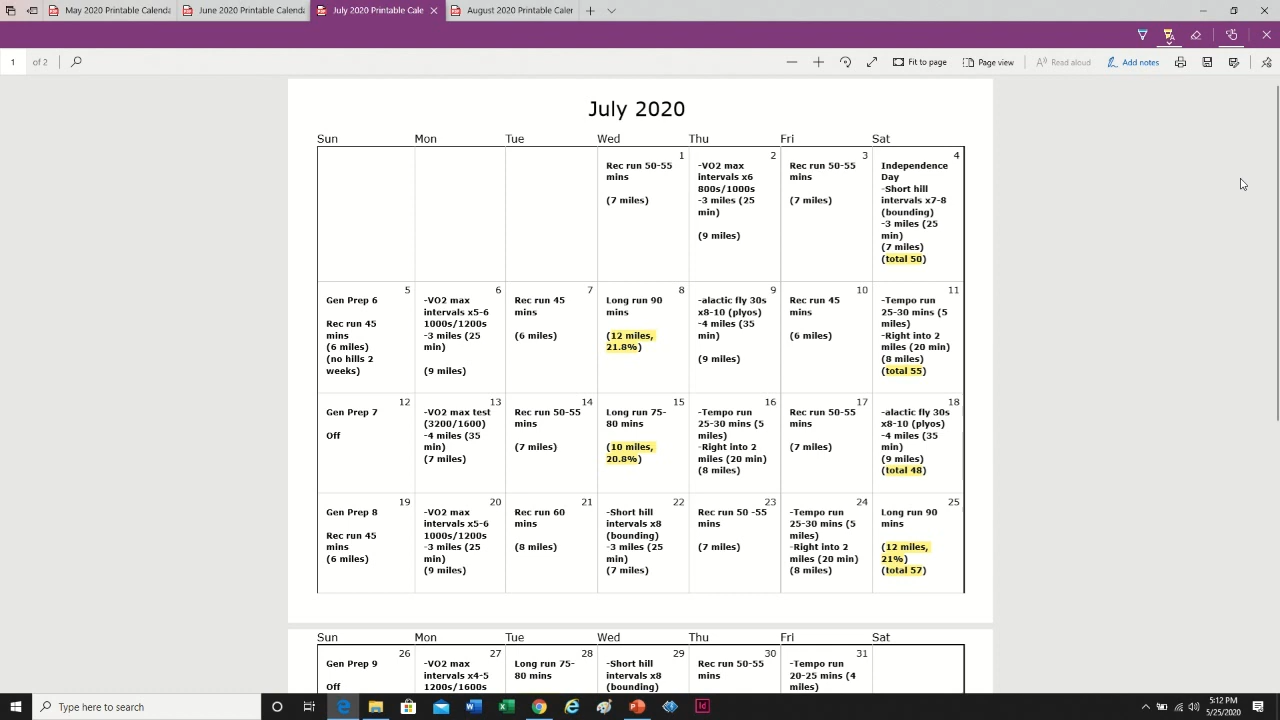 May 2020 Printable Calenda
June 2020 Printable Calenda
July 2020 Printable Cale
August 2020 Printable Caler
1 of 2
Fit to page
Page view
Read aloud
Add notes
July 2020
Sun Mon Tue Wed Thu Fri Sat
1
Rec run 50-55
mins
(7 miles)
2
-VO2 max
intervals x6
800s/1000s
-3 miles (25
min)
(9 miles)
3
Rec run 50-55
mins
(7 miles)
4
Independence
Day
-Short hill
intervals x7-8
(bounding)
-3 miles (25
min)
(7 miles)
(total 50)
5
Gen Prep 6
Rec run 45
mins
(6 miles)
(no hills 2
weeks)
6
-VO2 max
intervals x5-6
1000s/1200s
-3 miles (25
min)
(9 miles)
7
Rec run 45
mins
(6 miles)
8
Long run 90
mins
(12 miles,
21.8%)
9
-alactic fly 30s
x8-10 (plyos)
-4 miles (35
min)
(9 miles)
10
Rec run 45
mins
(6 miles)
11
-Tempo run
25-30 mins (5
miles)
-Right into 2
miles (20 min)
(8 miles)
(total 55)
12
Gen Prep 7
Off
13
-VO2 max test
(3200/1600)
-4 miles (35
min)
(7 miles)
14
Rec run 50-55
mins
(7 miles)
15
Long run 75-
80 mins
(10 miles,
20.8%)
16
-Tempo run
25-30 mins (5
miles)
-Right into 2
miles (20 min)
(8 miles)
17
Rec run 50-55
mins
(7 miles)
18
-alactic fly 30s
x8-10 (plyos)
-4 miles (35
min)
(9 miles)
(total 48)
19
Gen Prep 8
Rec run 45
mins
(6 miles)
20
-VO2 max
intervals x5-6
1000s/1200s
-3 miles (25
min)
(9 miles)
21
Rec run 60
mins
(8 miles)
22
-Short hill
intervals x8
(bounding)
-3 miles (25
min)
(7 miles)
23
Rec run 50 -55
mins
(7 miles)
24
-Tempo run
25-30 mins (5
miles)
-Right into 2
miles (20 min)
(8 miles)
25
Long run 90
mins
(12 miles,
21%)
(total 57)
Sun Mon Tue Wed Thu Fri Sat
26
Gen Prep 9
Off
27
-VO2 max
intervals x4-5
1200s/1600s
28
Long run 75-
80 mins
29
-Short hill
intervals x8
(bounding)
30
Rec run 50-55
mins
31
-Tempo run
20-25 mins (4
miles)
Type here to search
5:12 PM
5/25/2020